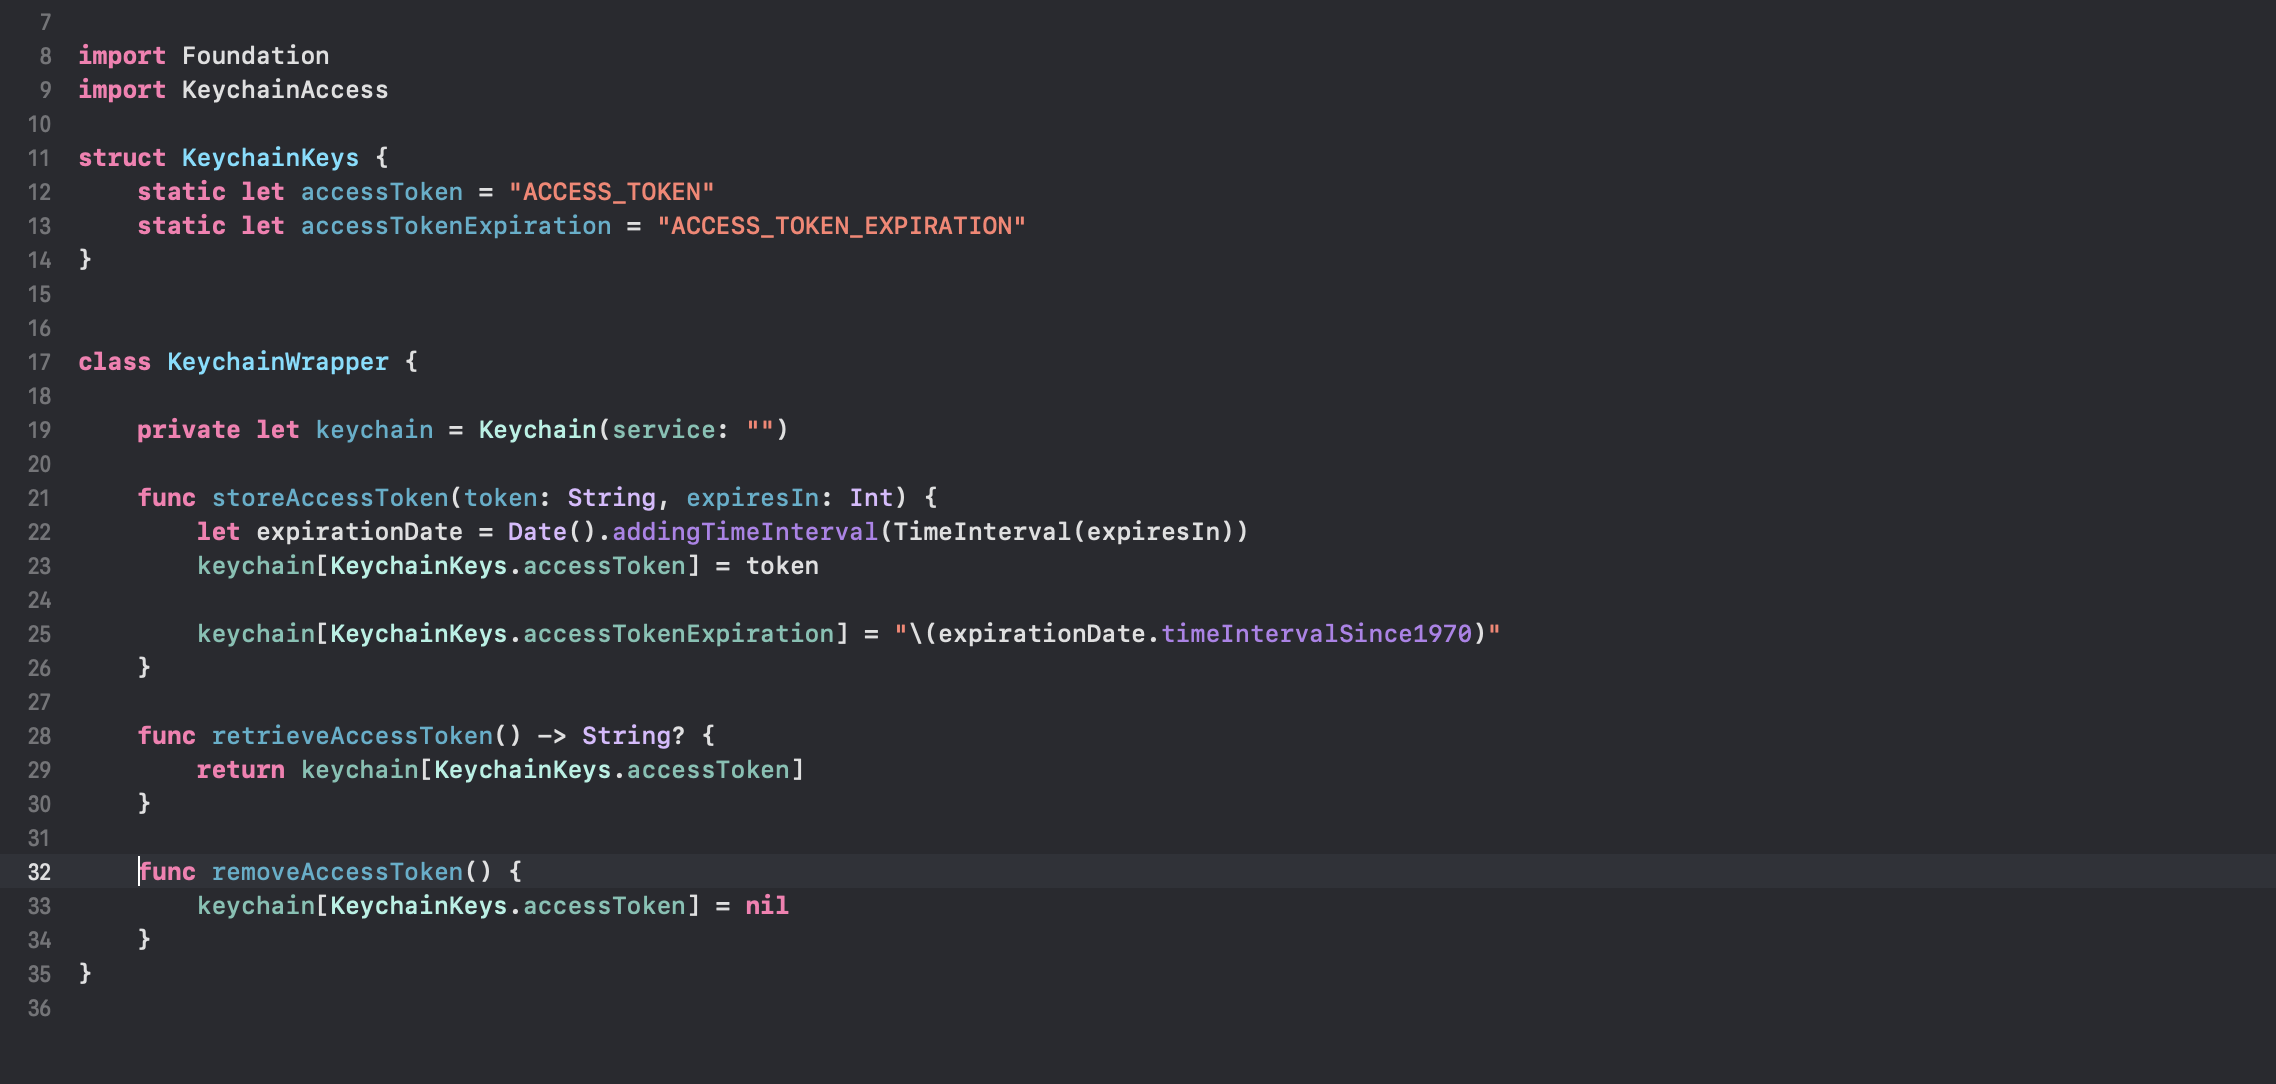 7
8 import Foundation
9 import KeychainAccess
10
11 struct KeychainKeys {
12     static let accessToken = "ACCESS_TOKEN"
13     static let accessTokenExpiration = "ACCESS_TOKEN_EXPIRATION"
14 }
15
16
17 class KeychainWrapper {
18
19     private let keychain = Keychain(service: "")
20
21     func storeAccessToken(token: String, expiresIn: Int) {
22         let expirationDate = Date().addingTimeInterval(TimeInterval(expiresIn))
23         keychain[KeychainKeys.accessToken] = token
24
25         keychain[KeychainKeys.accessTokenExpiration] = "\(expirationDate.timeIntervalSince1970)"
26     }
27
28     func retrieveAccessToken() -> String? {
29         return keychain[KeychainKeys.accessToken]
30     }
31
32     func removeAccessToken() {
33         keychain[KeychainKeys.accessToken] = nil
34     }
35 }
36